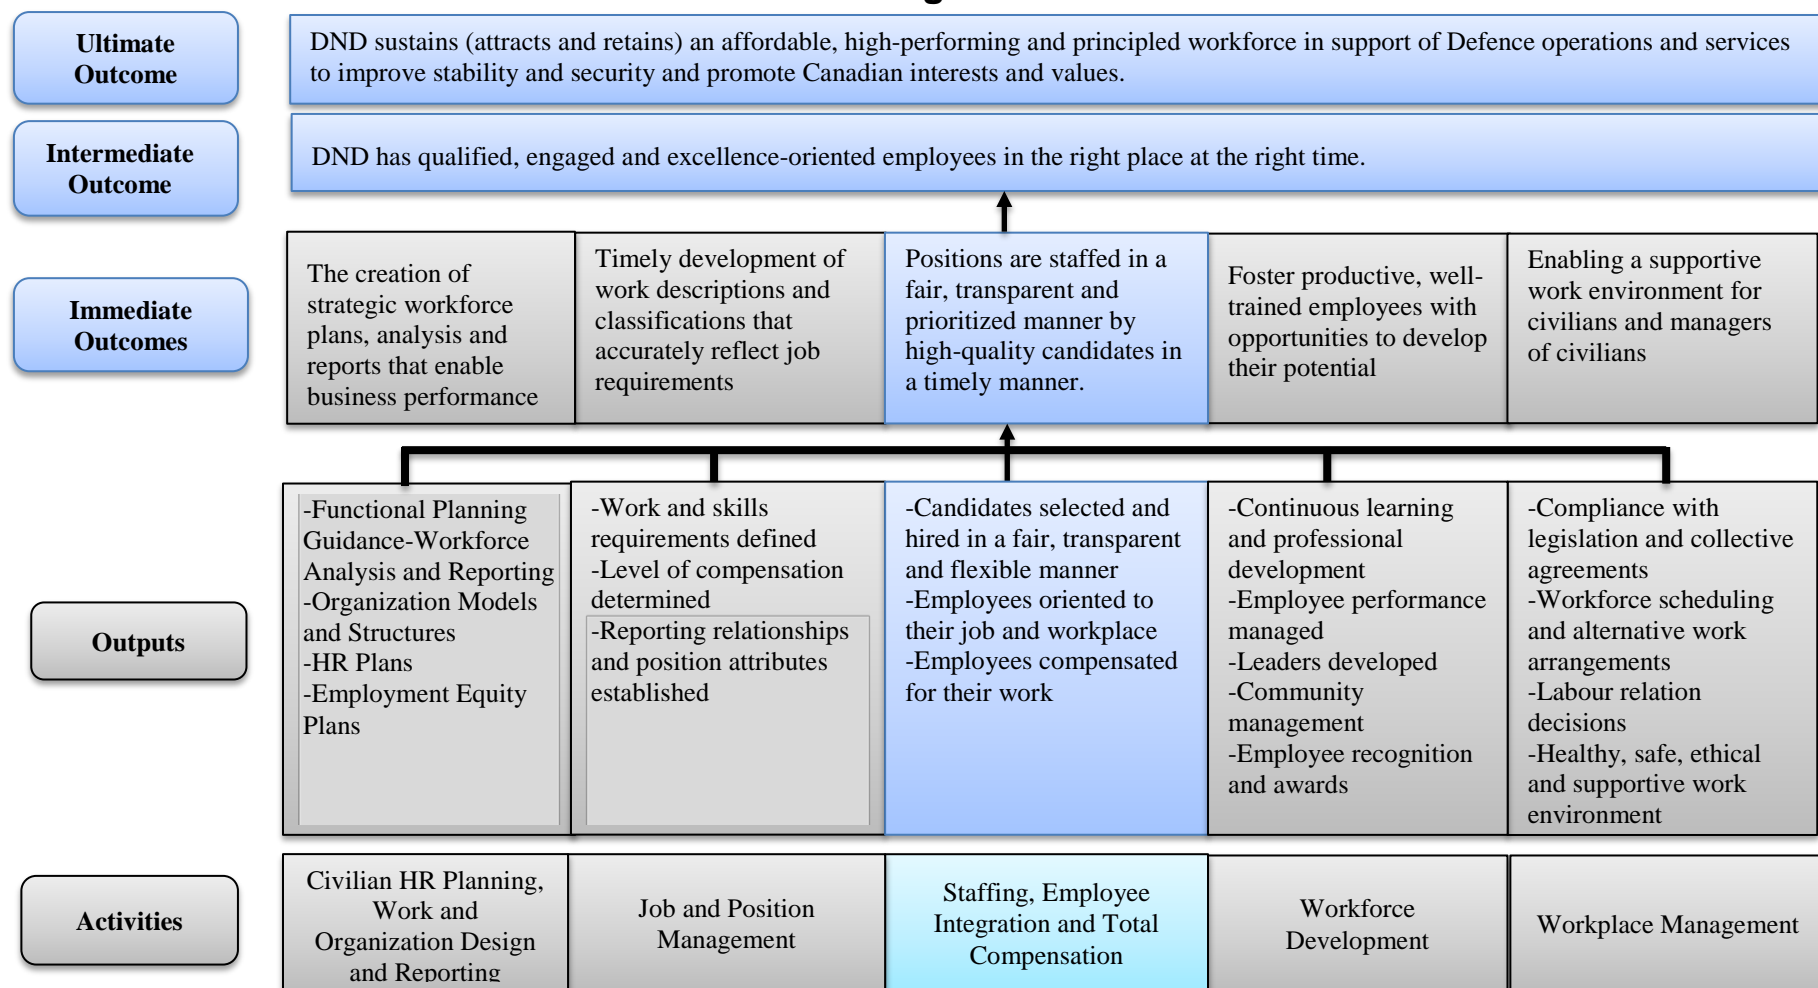 Ultimate
Outcome
DND sustains (attracts and retains) an affordable, high-performing and principled workforce in support of Defence operations and services
to improve stability and security and promote Canadian interests and values.
Intermediate
Outcome
DND has qualified, engaged and excellence-oriented employees in the right place at the right time.
Immediate
Outcomes
The creation of
strategic workforce
plans, analysis and
reports that enable
business performance
Timely development of
work descriptions and
classifications that
accurately reflect job
requirements
Positions are staffed in a
fair, transparent and
prioritized manner by
high-quality candidates in
a timely manner.
Foster productive, well-
trained employees with
opportunities to develop
their potential
Enabling a supportive
work environment for
civilians and managers
of civilians
Outputs
-Functional Planning
Guidance-Workforce
Analysis and Reporting
-Organization Models
and Structures
-HR Plans
-Employment Equity
Plans
-Work and skills
requirements defined
-Level of compensation
determined
-Reporting relationships
and position attributes
established
-Candidates selected and
hired in a fair, transparent
and flexible manner
-Employees oriented to
their job and workplace
-Employees compensated
for their work
-Continuous learning
and professional
development
-Employee performance
managed
-Leaders developed
-Community
management
-Employee recognition
and awards
-Compliance with
legislation and collective
agreements
-Workforce scheduling
and alternative work
arrangements
-Labour relation
decisions
-Healthy, safe, ethical
and supportive work
environment
Activities
Civilian HR Planning,
Work and
Organization Design
and Reporting
Job and Position
Management
Staffing, Employee
Integration and Total
Compensation
Workforce
Development
Workplace Management